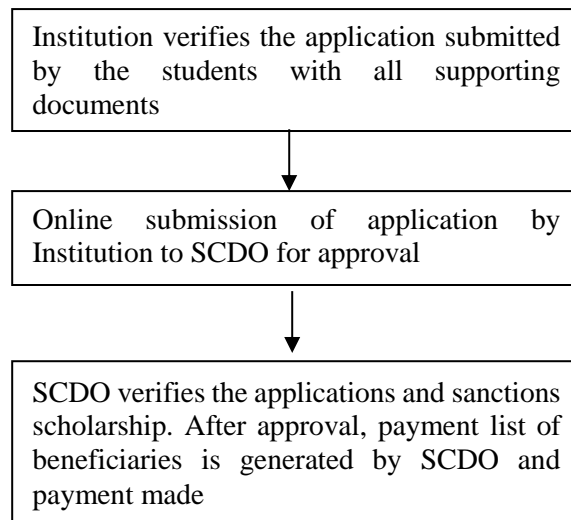 Institution verifies the application submitted
by the students with all supporting
documents
Online submission of application by
Institution to SCDO for approval
SCDO verifies the applications and sanctions
scholarship. After approval, payment list of
beneficiaries is generated by SCDO and
payment made